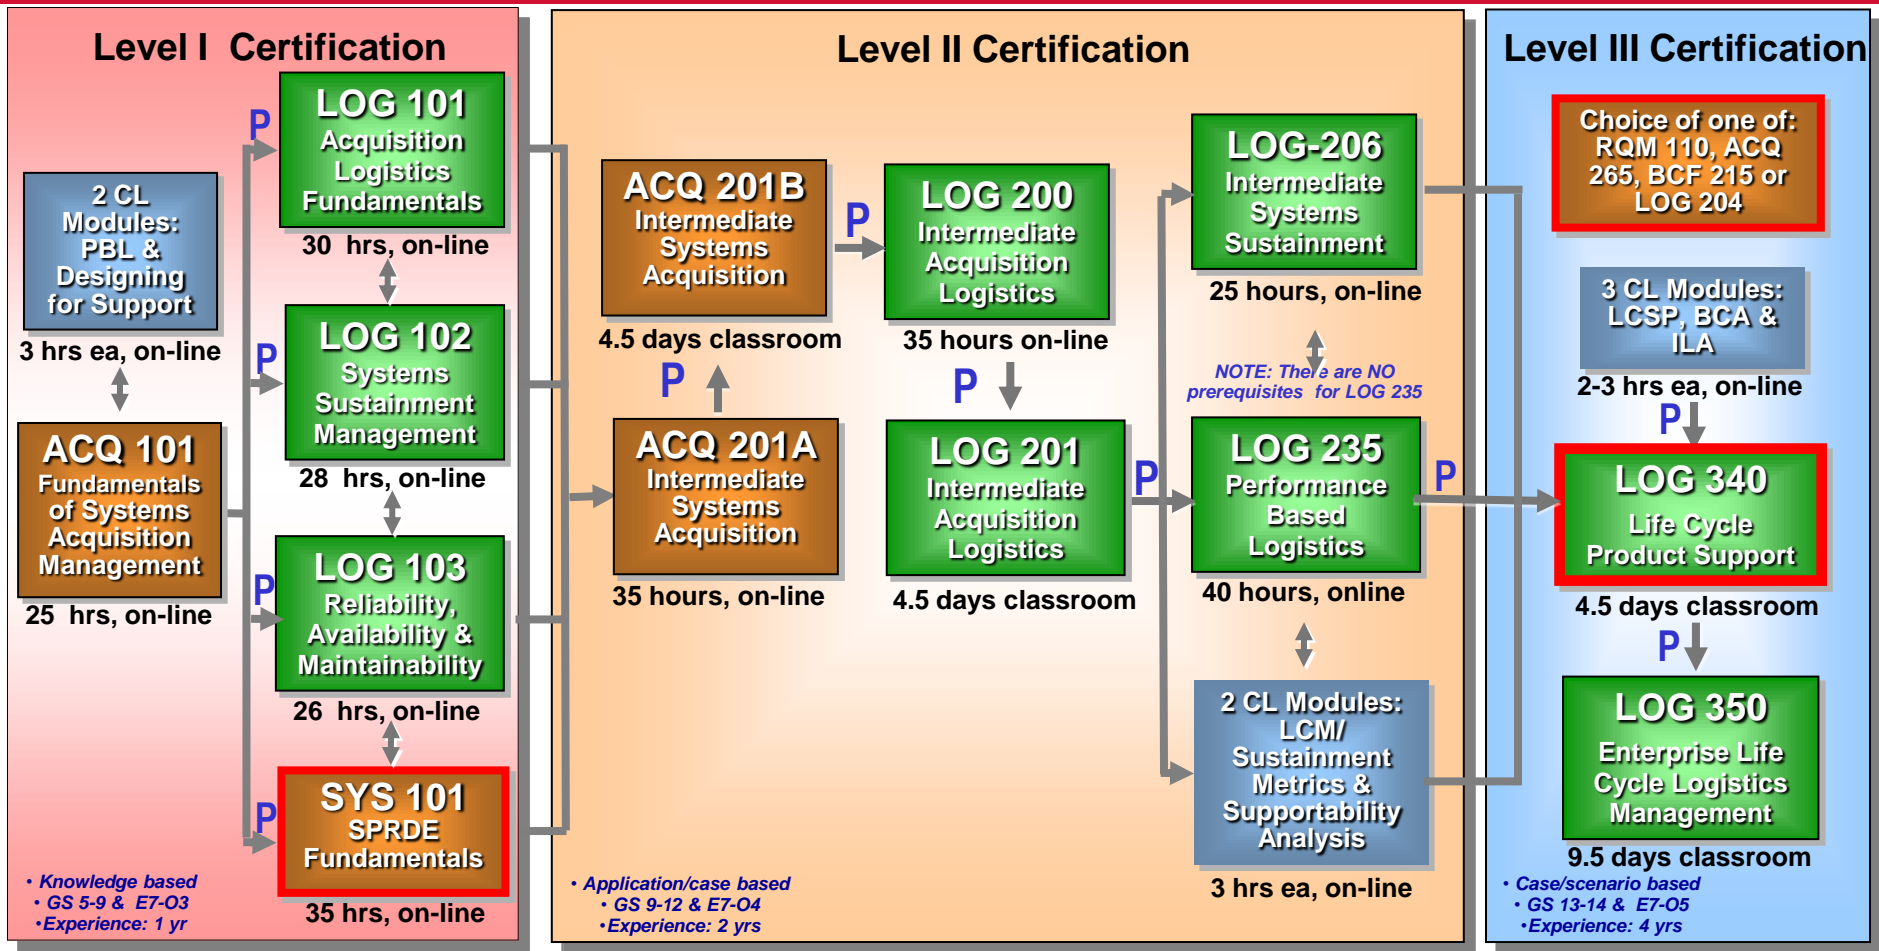 Level I  Certification
2 CL
Modules:
PBL &
Designing
for Support
3 hrs ea, on-line
ACQ 101
Fundamentals
of Systems
Acquisition
Management
25  hrs, on-line
P
LOG 101
Acquisition
Logistics
Fundamentals
30  hrs, on-line
P
LOG 102
Systems
Sustainment
Management
28  hrs, on-line
P
LOG 103
Reliability,
Availability &
Maintainability
26  hrs, on-line
P
SYS 101
SPRDE
Fundamentals
35 hrs, on-line
• Knowledge based
• GS 5-9 &  E7-O3
•Experience: 1 yr
Level II Certification
ACQ 201B
Intermediate
Systems
Acquisition
4.5 days classroom
P
ACQ 201A
Intermediate
Systems
Acquisition
35 hours, on-line
P
LOG 200
Intermediate
Acquisition
Logistics
35 hours on-line
P
LOG 201
Intermediate
Acquisition
Logistics
4.5 days classroom
P
LOG-206
Intermediate
Systems
Sustainment
25 hours, on-line
NOTE: There are NO
prerequisites  for LOG 235
LOG 235
Performance
Based
Logistics
40 hours, online
P
2 CL Modules:
LCM/
Sustainment
Metrics &
Supportability
Analysis
3 hrs ea, on-line
• Application/case based
• GS 9-12 & E7-O4
•Experience: 2 yrs
Level III Certification
Choice of one of:
RQM 110, ACQ
265, BCF 215 or
LOG 204
3 CL Modules:
LCSP, BCA &
ILA
2-3 hrs ea, on-line
P
LOG 340
Life Cycle
Product Support
4.5 days classroom
P
LOG 350
Enterprise Life
Cycle Logistics
Management
9.5 days classroom
• Case/scenario based
• GS 13-14 &  E7-O5
•Experience: 4 yrs